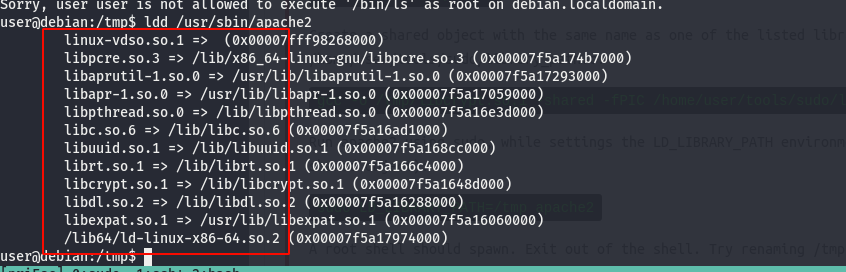 Sorry, user user is not allowed to execute '/bin/ls' as root on debian.localdomain.
user@debian:/tmp$ ldd /usr/sbin/apache2
linux-vdso.so.1 => (0x00007fff98268000)
libpcre.so.3 => /lib/x86_64-linux-gnu/libpcre.so.3 (0x00007f5a174b7000)
libaprutil-1.so.0 => /usr/lib/libaprutil-1.so.0 (0x00007f5a17293000)
libapr-1.so.0 => /usr/lib/libapr-1.so.0 (0x00007f5a17059000)
libpthread.so.0 => /lib/libpthread.so.0 (0x00007f5a16e3d000)
libc.so.6 => /lib/libc.so.6 (0x00007f5a16ad1000)
libuuid.so.1 => /lib/libuuid.so.1 (0x00007f5a168cc000)
librt.so.1 => /lib/librt.so.1 (0x00007f5a166c4000)
libcrypt.so.1 => /lib/libcrypt.so.1 (0x00007f5a1648d000)
libdl.so.2 => /lib/libdl.so.2 (0x00007f5a16288000)
libexpat.so.1 => /usr/lib/libexpat.so.1 (0x00007f5a16060000)
/lib64/ld-linux-x86-64.so.2 (0x00007f5a17974000)
user@debian:/tmp$